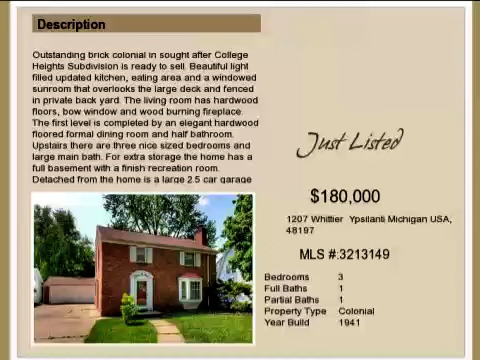 Description
Outstanding brick colonial in sought after College
Heights Subdivision is ready to sell. Beautiful light
filled updated kitchen, eating area and a windowed
sunroom that overlooks the large deck and fenced
in private back yard. The living room has hardwood
floors, bow window and wood burning fireplace.
The first level is completed by an elegant hardwood
floored formal dining room and half bathroom.
Upstairs there are three nice sized bedrooms and
large main bath. For extra storage the home has a
full basement with a finish recreation room.
Detached from the home is a large 2.5 car garage
Just Listed
$180,000
1207 Whittier Ypsilanti Michigan USA,
48197
MLS #:3213149
Bedrooms 3
Full Baths 1
Partial Baths 1
Property Type Colonial
Year Build 1941